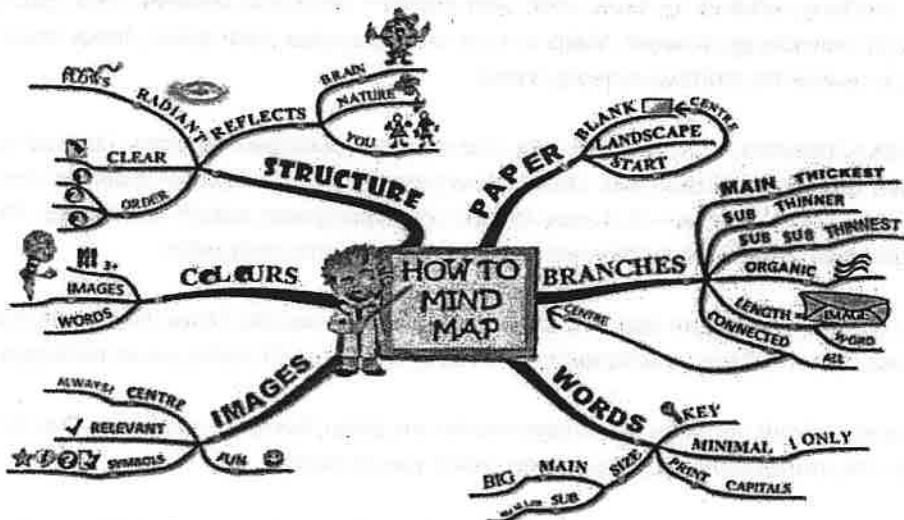 HOW TO
MIND
MAP
PAPER
BLANK
CENTRE
LANDSCAPE
START
BRANCHES
MAIN THICKEST
SUB THINNER
SUB SUB THINNEST
ORGANIC
LENGTH =
IMAGE
WORD
CONNECTED
ALL
CENTRE
WORDS
KEY
MINIMAL 1 ONLY
PRINT CAPITALS
SIZE
MAIN
BIG
SUB
IMAGES
ALWAYS!
CENTRE
RELEVANT
SYMBOLS
FUN
COLOURS
3+
IMAGES
WORDS
STRUCTURE
REFLECTS
BRAIN
NATURE
YOU
RADIANT
CLEAR
ORDER